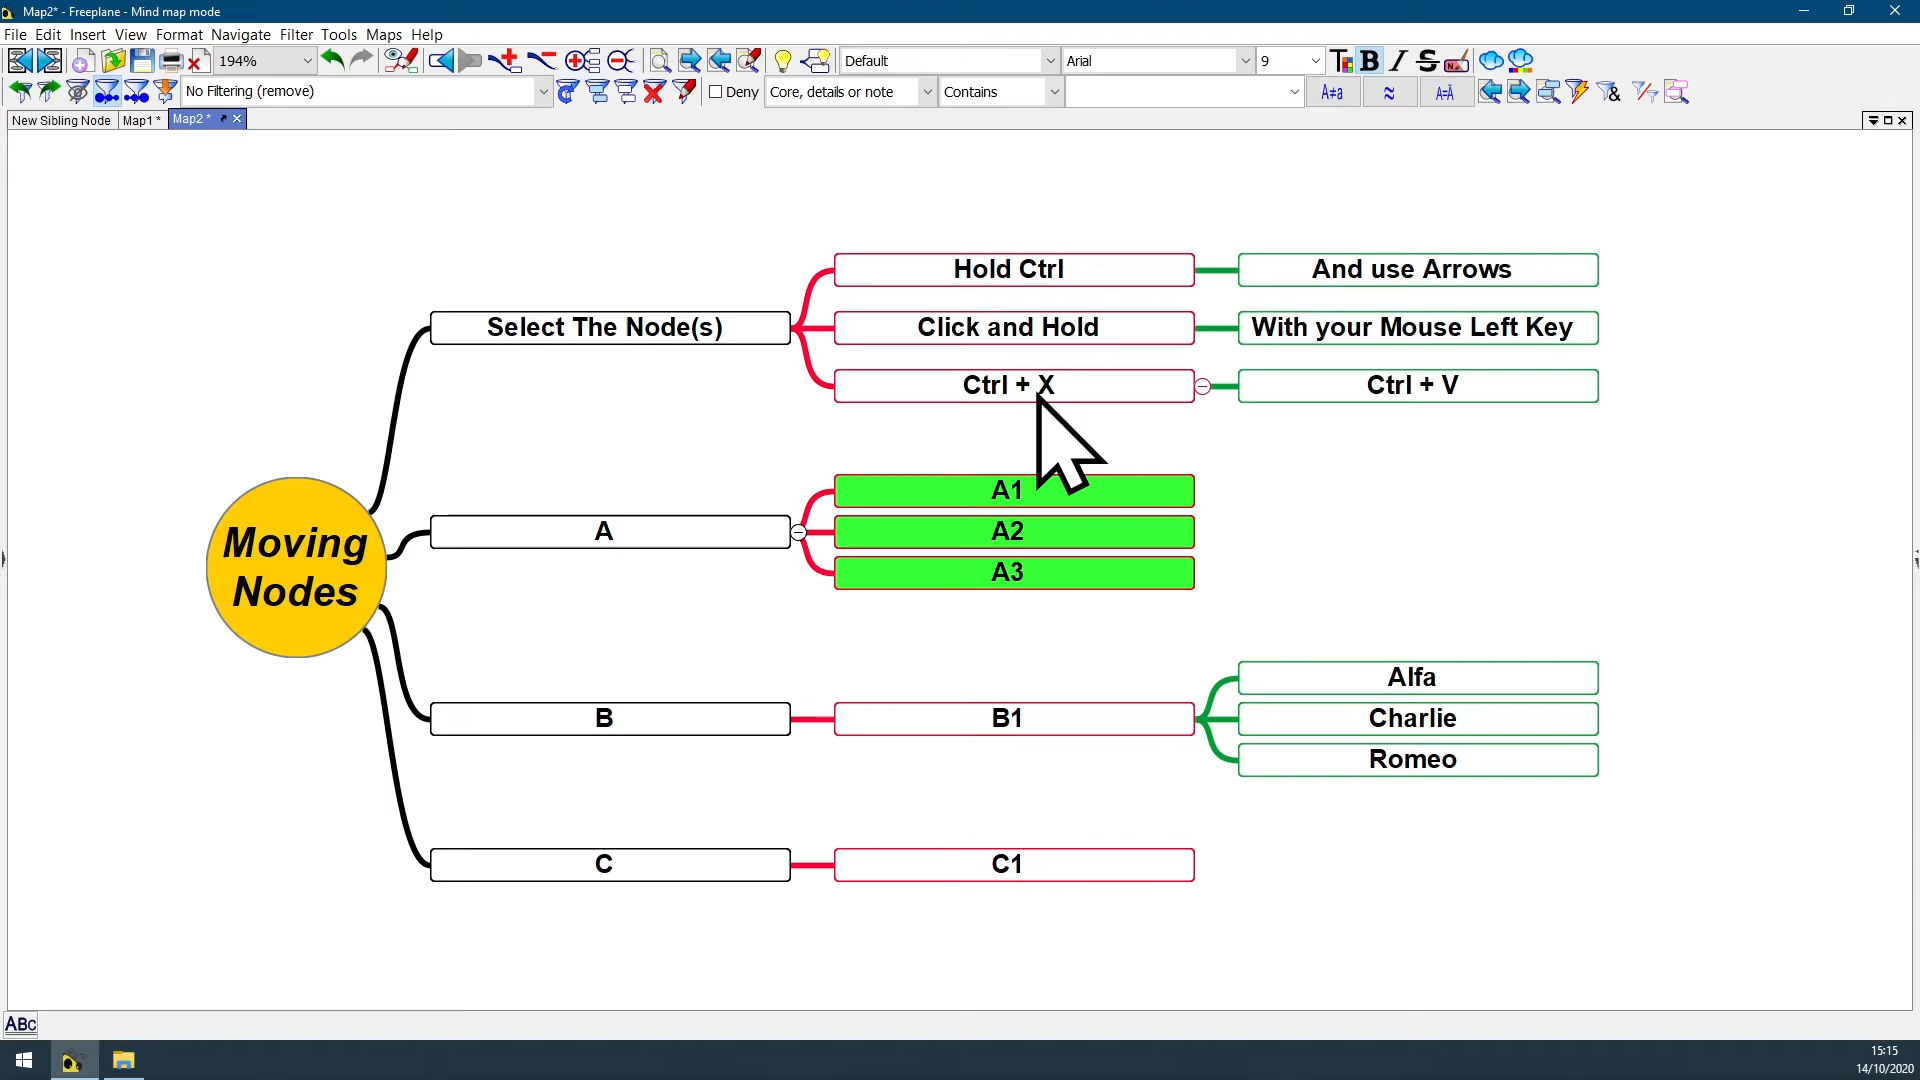 Map2* - Freeplane - Mind map mode
File Edit Insert View Format Navigate Filter Tools Maps Help
194% Default Arial 9 B I S
No Filtering (remove) Deny Core, details or note Contains A≠a ≈ A=Ä &
New Sibling Node Map1 * Map2 *
Hold Ctrl And use Arrows
Select The Node(s) Click and Hold With your Mouse Left Key
Ctrl + X Ctrl + V
A1
A A2
A3
Moving
Nodes
Alfa
B B1 Charlie
Romeo
C C1
ABC
15:15
14/10/2020